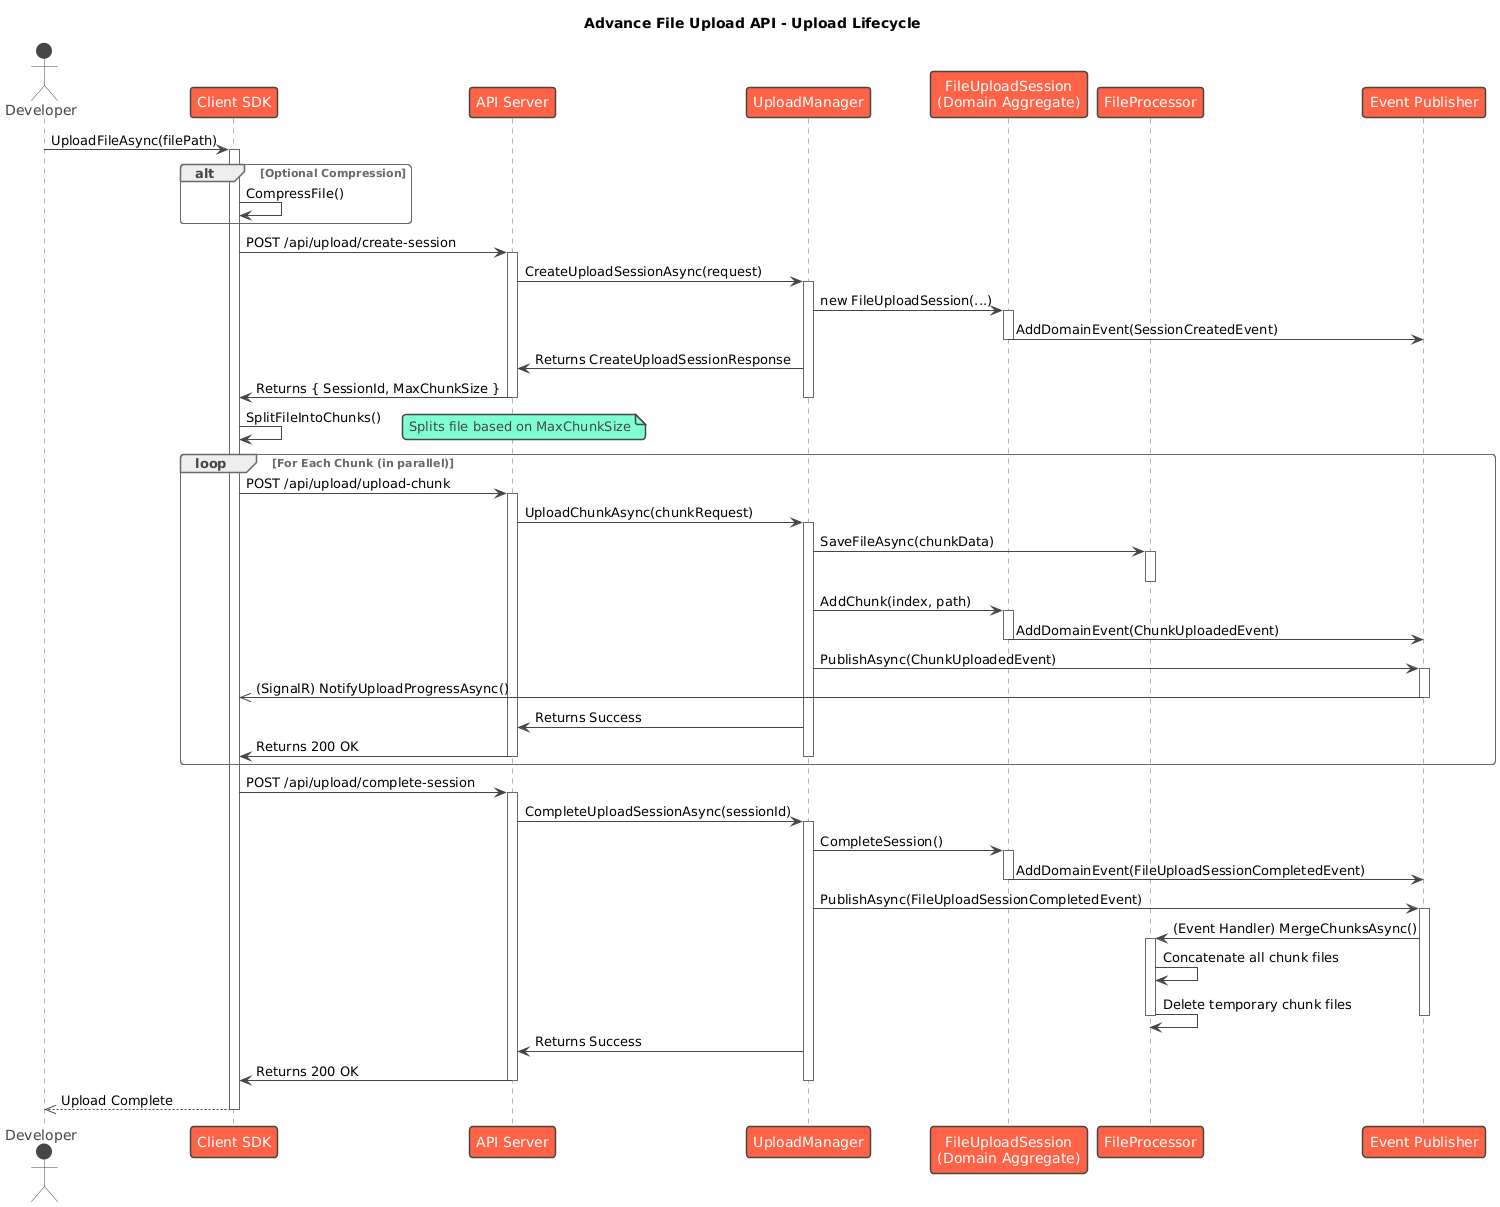 Advance File Upload API - Upload Lifecycle
Developer
Client SDK
API Server
UploadManager
FileUploadSession
(Domain Aggregate)
FileProcessor
Event Publisher
UploadFileAsync(filePath)
alt
[Optional Compression]
CompressFile()
POST /api/upload/create-session
CreateUploadSessionAsync(request)
new FileUploadSession(...)
AddDomainEvent(SessionCreatedEvent)
Returns CreateUploadSessionResponse
Returns { SessionId, MaxChunkSize }
SplitFileIntoChunks()
Splits file based on MaxChunkSize
loop
[For Each Chunk (in parallel)]
POST /api/upload/upload-chunk
UploadChunkAsync(chunkRequest)
SaveFileAsync(chunkData)
AddChunk(index, path)
AddDomainEvent(ChunkUploadedEvent)
PublishAsync(ChunkUploadedEvent)
(SignalR) NotifyUploadProgressAsync()
Returns Success
Returns 200 OK
POST /api/upload/complete-session
CompleteUploadSessionAsync(sessionId)
CompleteSession()
AddDomainEvent(FileUploadSessionCompletedEvent)
PublishAsync(FileUploadSessionCompletedEvent)
(Event Handler) MergeChunksAsync()
Concatenate all chunk files
Delete temporary chunk files
Returns Success
Returns 200 OK
Upload Complete
Developer
Client SDK
API Server
UploadManager
FileUploadSession
(Domain Aggregate)
FileProcessor
Event Publisher